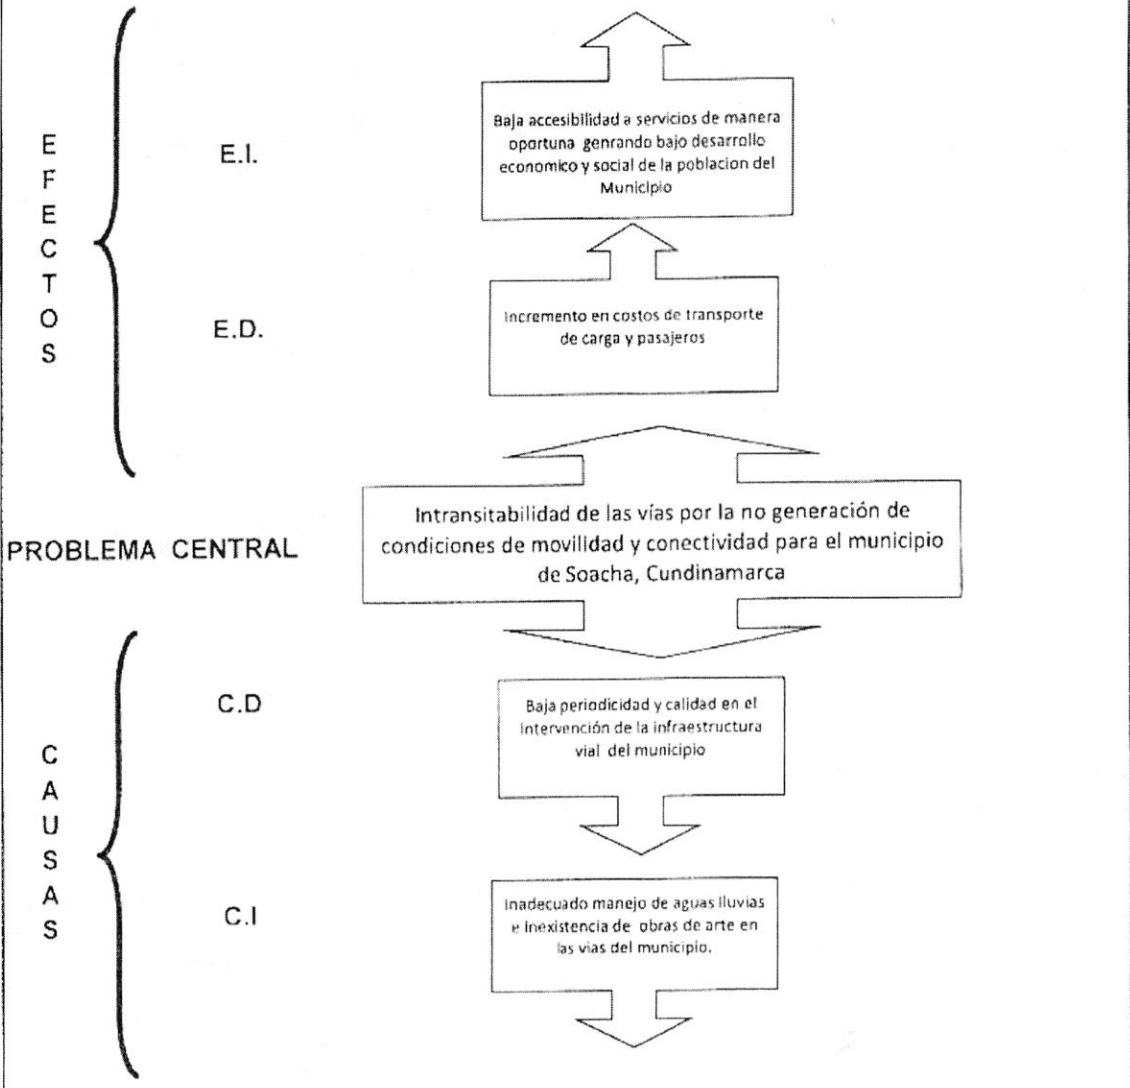 EFECTOS
E.I.
Baja accesibilidad a servicios de manera
oportuna genrando bajo desarrollo
economico y social de la poblacion del
Municipio
E.D.
Incremento en costos de transporte
de carga y pasajeros
PROBLEMA CENTRAL
Intransitabilidad de las vías por la no generación de
condiciones de movilidad y conectividad para el municipio
de Soacha, Cundinamarca
CAUSAS
C.D
Baja periodicidad y calidad en el
intervención de la infraestructura
vial del municipio
C.I
Inadecuado manejo de aguas lluvias
e inexistencia de obras de arte en
las vias del municipio.